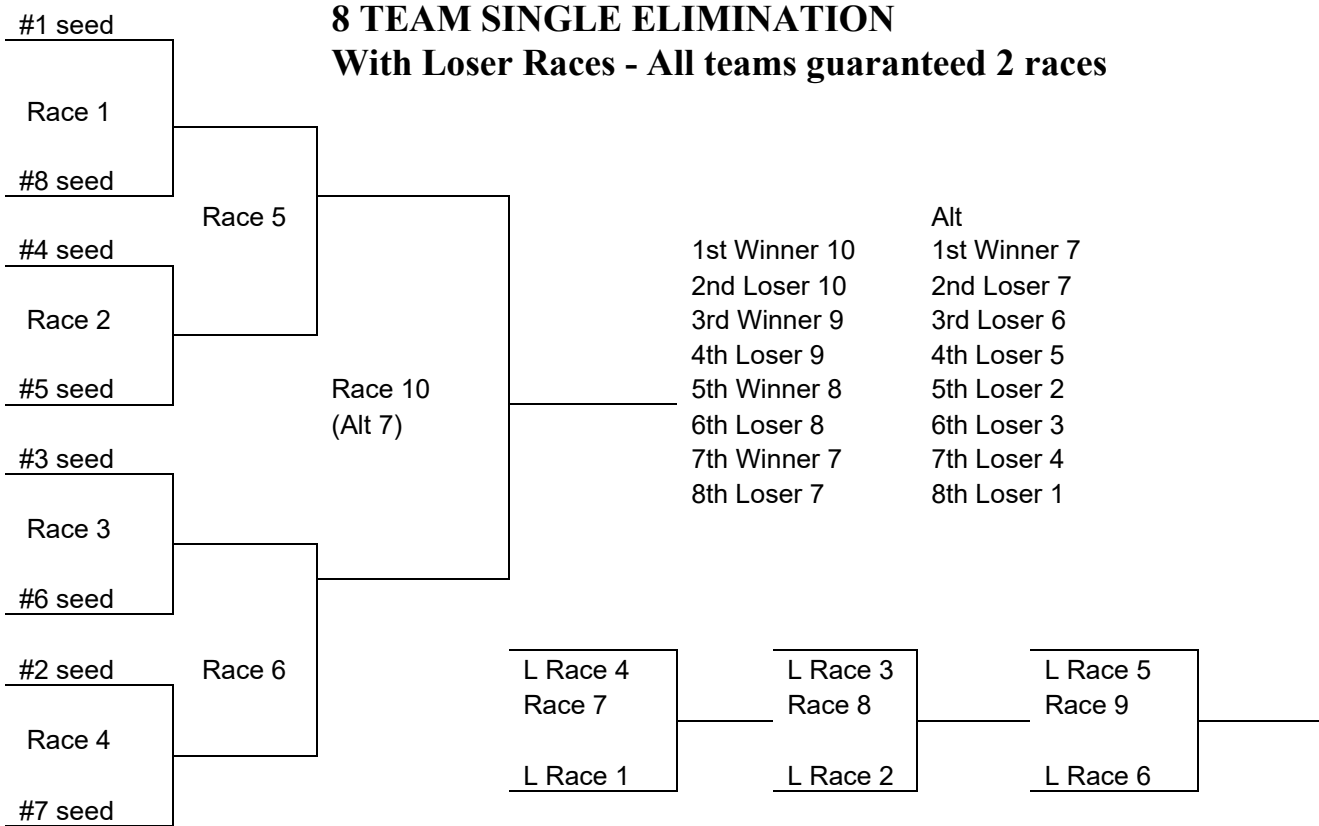 8 TEAM SINGLE ELIMINATION
With Loser Races - All teams guaranteed 2 races
#1 seed
Race 1
#8 seed
Race 5
#4 seed
Race 2
#5 seed
Race 10
(Alt 7)
#3 seed
Race 3
#6 seed
#2 seed
Race 6
Race 4
#7 seed
1st Winner 10
2nd Loser 10
3rd Winner 9
4th Loser 9
5th Winner 8
6th Loser 8
7th Winner 7
8th Loser 7
Alt
1st Winner 7
2nd Loser 7
3rd Loser 6
4th Loser 5
5th Loser 2
6th Loser 3
7th Loser 4
8th Loser 1
L Race 4
Race 7
L Race 1
L Race 3
Race 8
L Race 2
L Race 5
Race 9
L Race 6